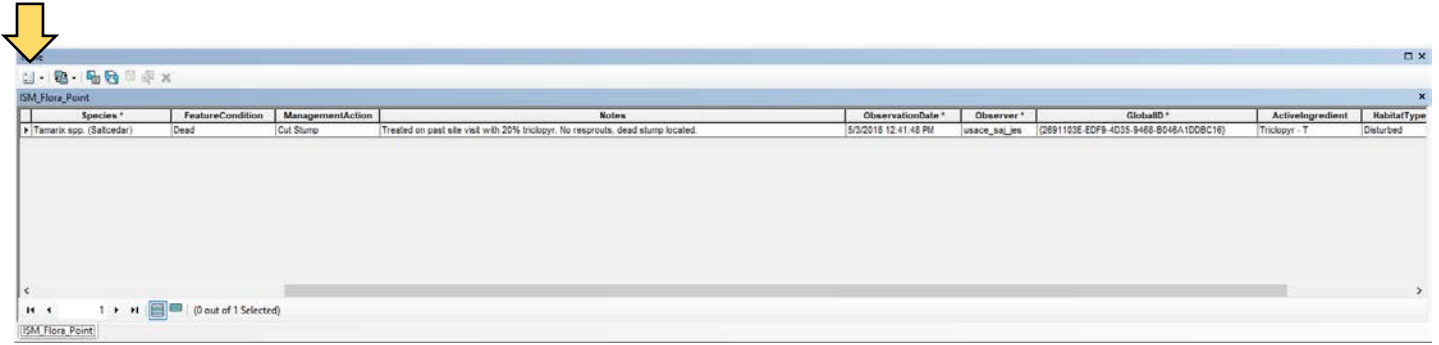 ISM_Flora_Point
Species * FeatureCondition ManagementAction Notes ObservationDate * Observer * GlobalID * ActiveIngredient HabitatType
Tamarix spp. (Saltcedar) Dead Cut Stump Treated on past site visit with 20% triclopyr. No resprouts, dead stump located. 5/3/2018 12:41:48 PM usace_saj_jes {2691103E-EDF9-4D35-9468-B046A1DDBC16} Triclopyr - T Disturbed
1 (0 out of 1 Selected)
ISM_Flora_Point